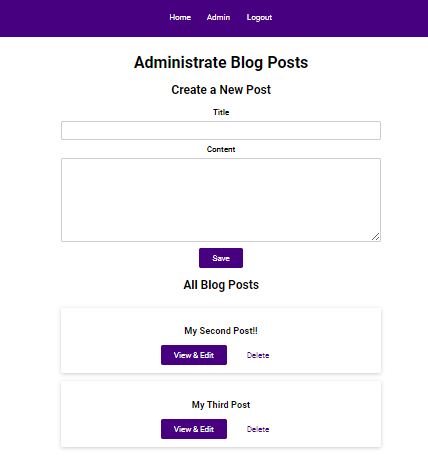 Home Admin Logout
Administrate Blog Posts
Create a New Post
Title
Content
Save
All Blog Posts
My Second Post!!
View & Edit Delete
My Third Post
View & Edit Delete